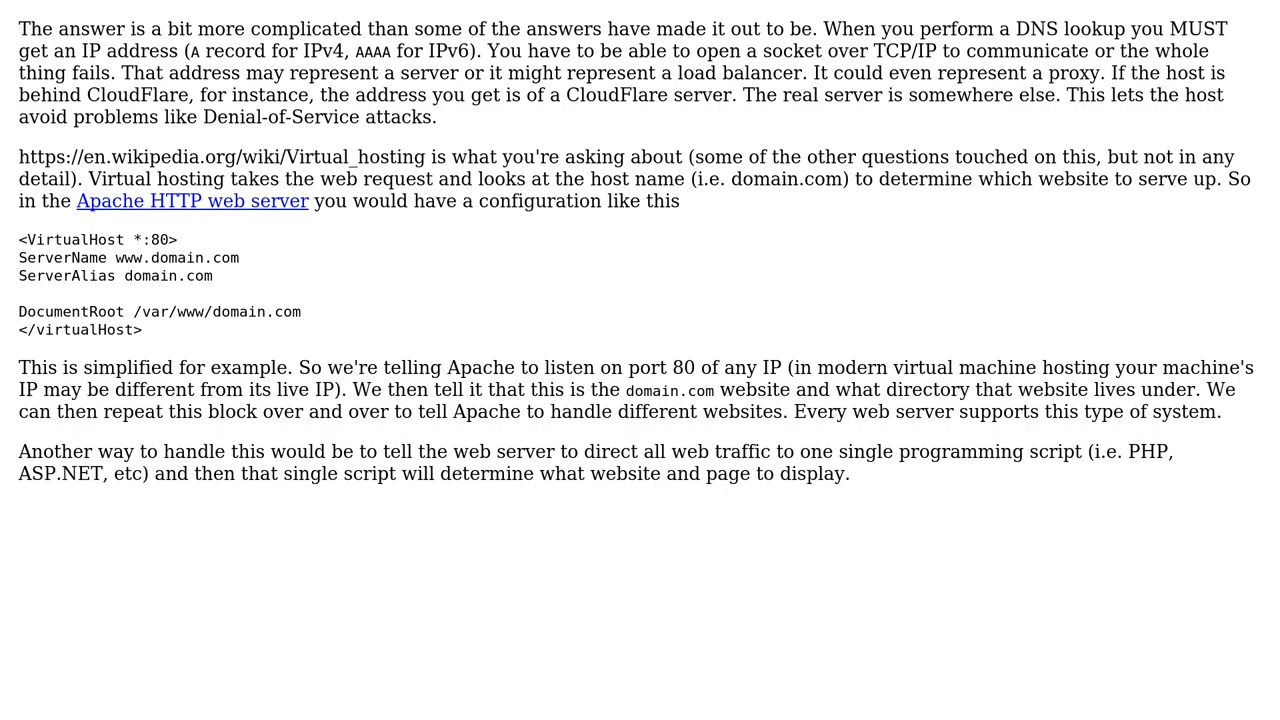 The answer is a bit more complicated than some of the answers have made it out to be. When you perform a DNS lookup you MUST
get an IP address (A record for IPv4, AAAA for IPv6). You have to be able to open a socket over TCP/IP to communicate or the whole
thing fails. That address may represent a server or it might represent a load balancer. It could even represent a proxy. If the host is
behind CloudFlare, for instance, the address you get is of a CloudFlare server. The real server is somewhere else. This lets the host
avoid problems like Denial-of-Service attacks.
https://en.wikipedia.org/wiki/Virtual_hosting is what you're asking about (some of the other questions touched on this, but not in any
detail). Virtual hosting takes the web request and looks at the host name (i.e. domain.com) to determine which website to serve up. So
in the Apache HTTP web server you would have a configuration like this
<VirtualHost *:80>
ServerName www.domain.com
ServerAlias domain.com
DocumentRoot /var/www/domain.com
</virtualHost>
This is simplified for example. So we're telling Apache to listen on port 80 of any IP (in modern virtual machine hosting your machine's
IP may be different from its live IP). We then tell it that this is the domain.com website and what directory that website lives under. We
can then repeat this block over and over to tell Apache to handle different websites. Every web server supports this type of system.
Another way to handle this would be to tell the web server to direct all web traffic to one single programming script (i.e. PHP,
ASP.NET, etc) and then that single script will determine what website and page to display.